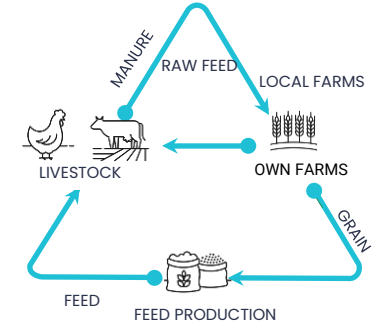 MANURE
RAW FEED
LOCAL FARMS
LIVESTOCK
OWN FARMS
GRAIN
FEED
FEED PRODUCTION